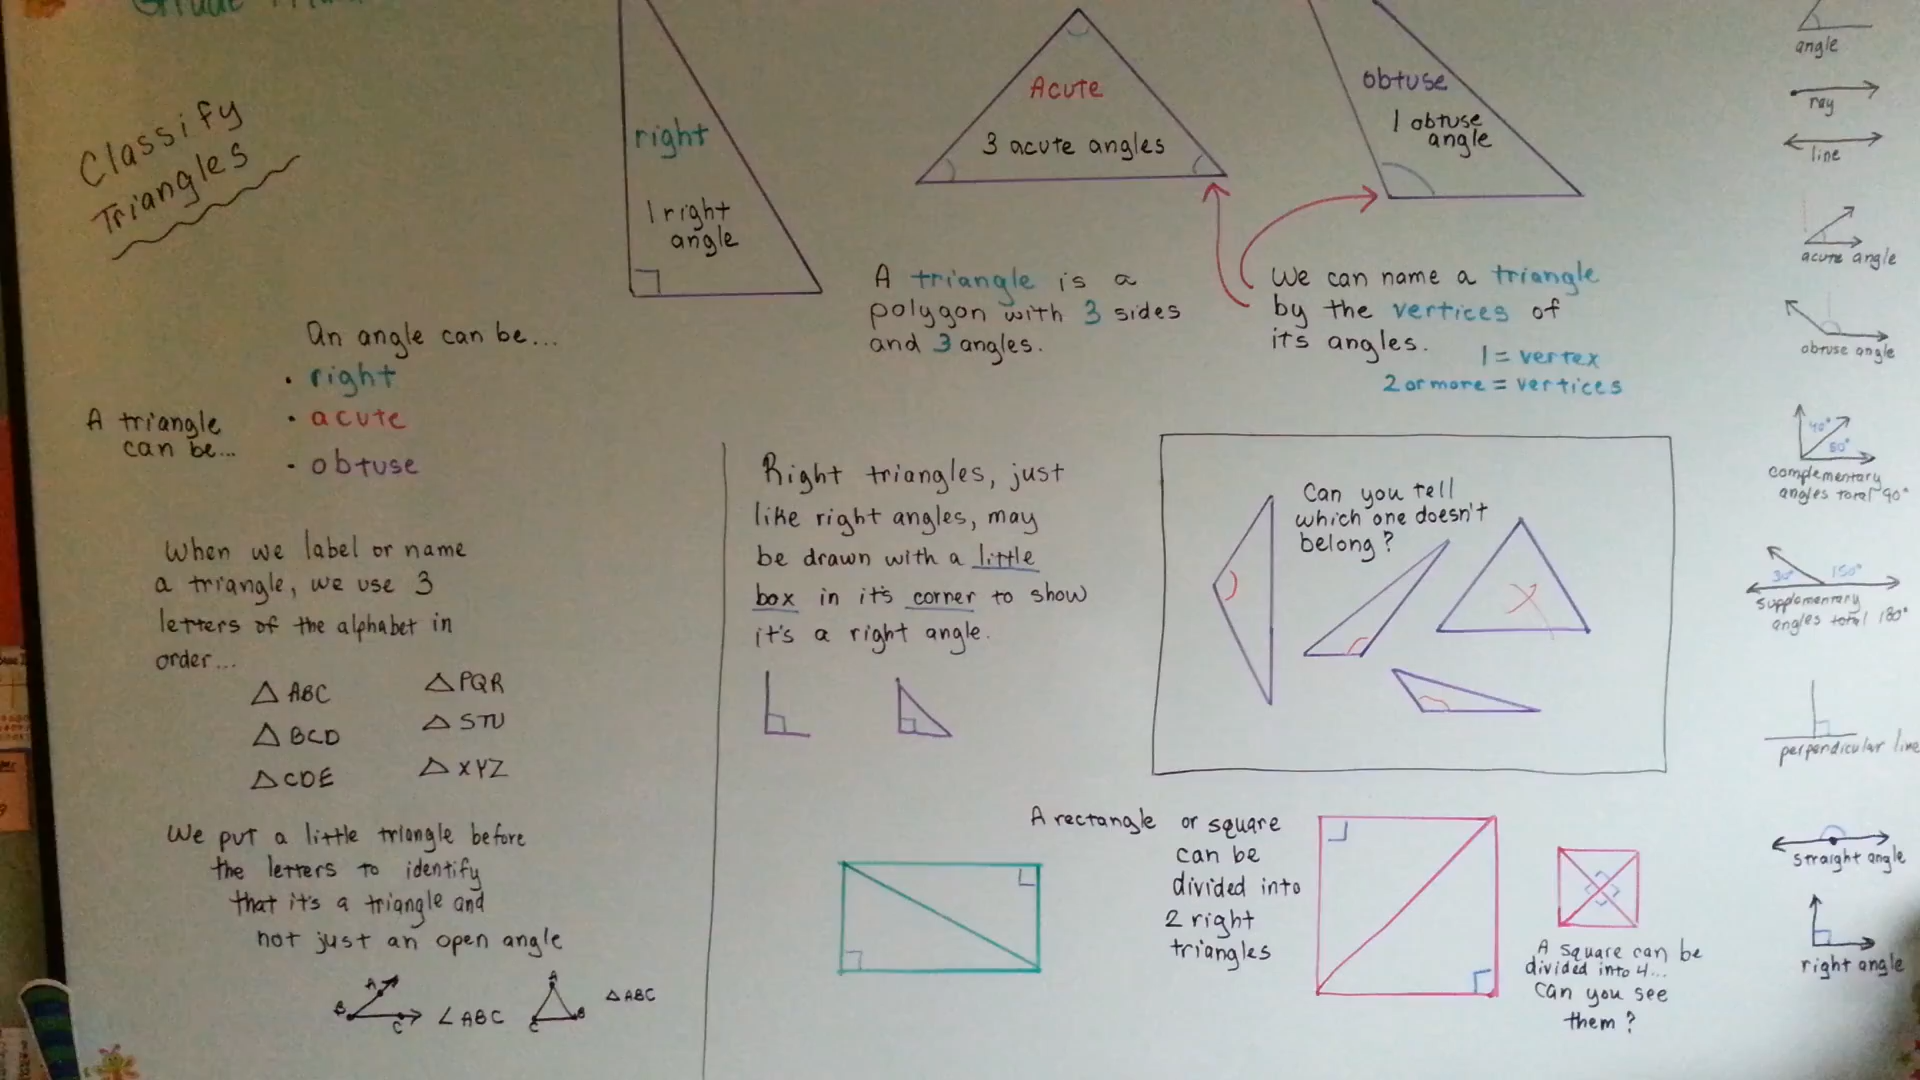 Classify
Triangles
right
1 right
angle
Acute
3 acute angles
obtuse
1 obtuse
angle
A triangle is a
polygon with 3 sides
and 3 angles.
We can name a triangle
by the vertices of
its angles.
1 = vertex
2 or more = vertices
An angle can be...
• right
• acute
• obtuse
A triangle
can be...
When we label or name
a triangle, we use 3
letters of the alphabet in
order...
△ ABC
△ BCD
△ CDE
△ PQR
△ STU
△ XYZ
We put a little triangle before
the letters to identify
that it's a triangle and
not just an open angle
A
B
C
∠ABC
A
C
B
△ABC
Right triangles, just
like right angles, may
be drawn with a little
box in it's corner to show
it's a right angle.
Can you tell
which one doesn't
belong?
A rectangle or square
can be
divided into
2 right
triangles
A square can be
divided into 4...
Can you see
them?
angle
ray
line
acute angle
obtuse angle
40°
50°
complementary
angles total 90°
30°
150°
supplementary
angles total 180°
perpendicular line
straight angle
right angle